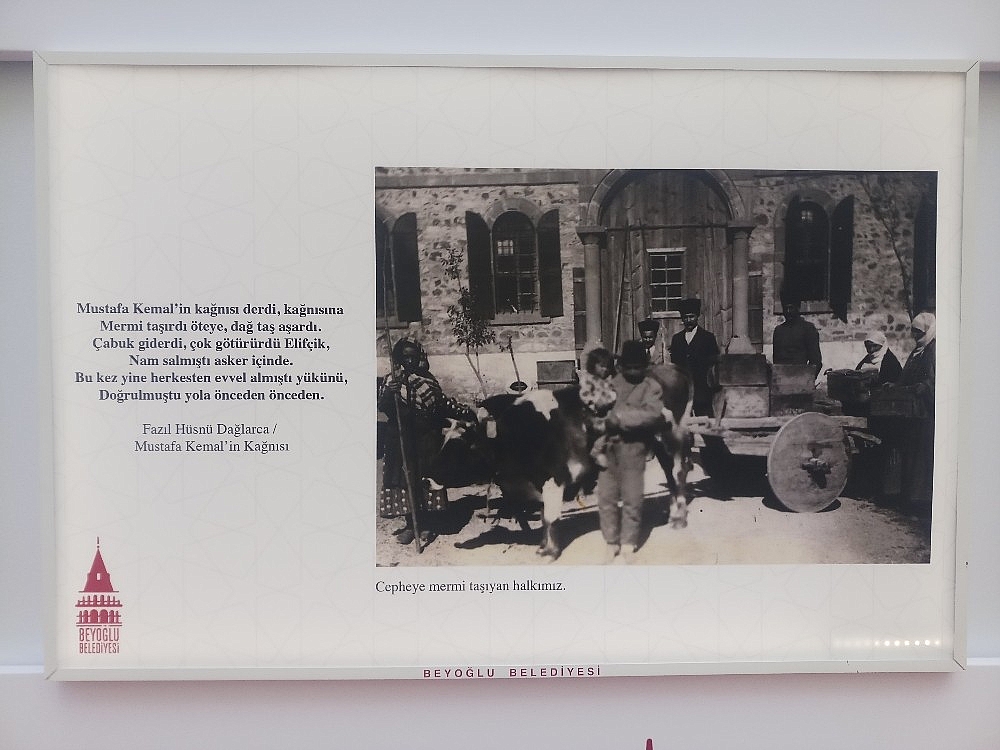 Mustafa Kemal'in kağnısı derdi, kağnısına
Mermi taşırdı öteye, dağ taş aşardı.
Çabuk giderdi, çok götürürdü Elifçik,
Nam salmıştı asker içinde.
Bu kez yine herkesten evvel almıştı yükünü,
Doğrulmuştu yola önceden önceden.
Fazıl Hüsnü Dağlarca /
Mustafa Kemal'in Kağnısı
Cepheye mermi taşıyan halkımız.
BEYOĞLU
BELEDİYESİ
BEYOĞLU BELEDİYESİ